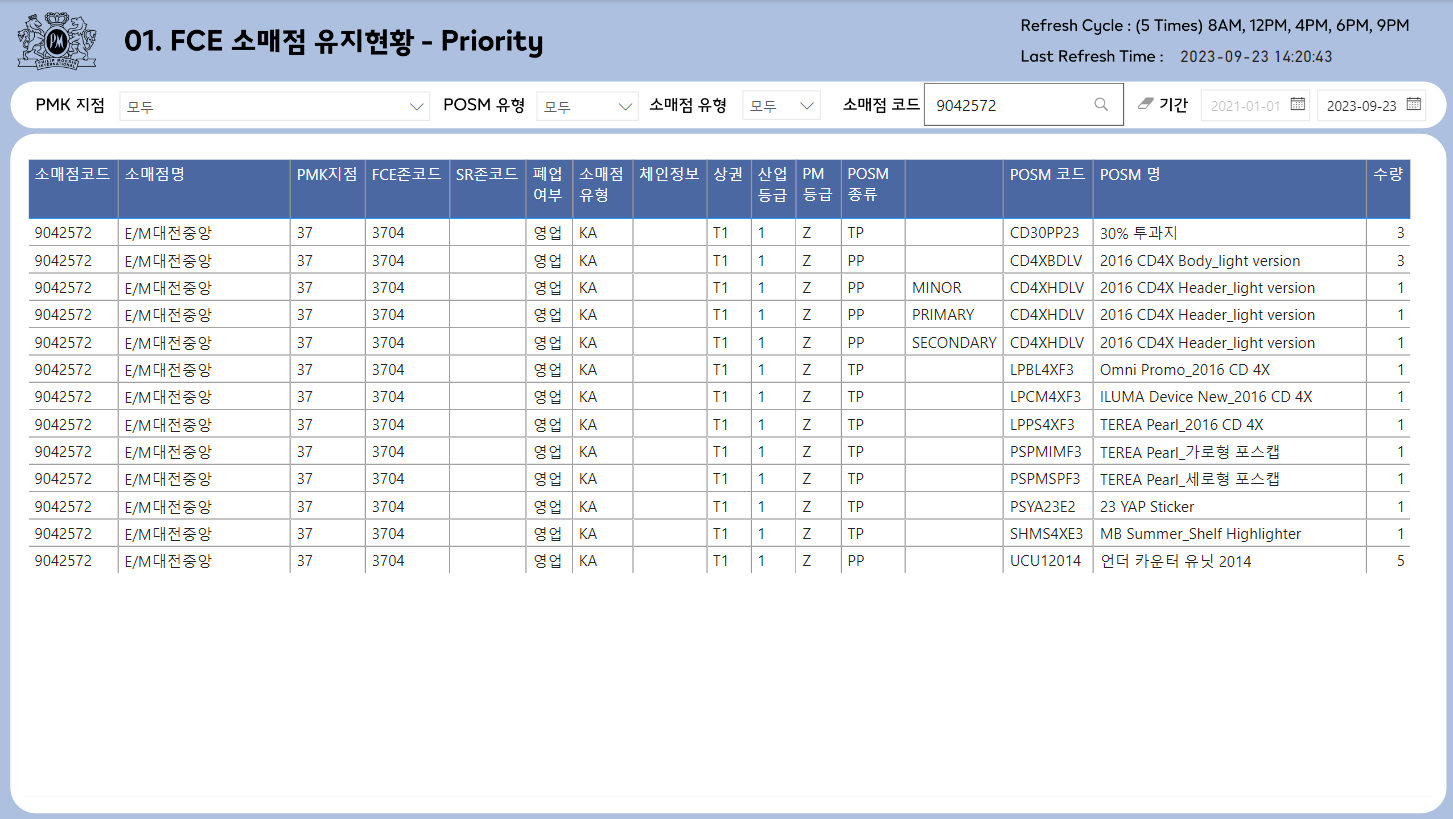 01. FCE 소매점 유지현황 - Priority
Refresh Cycle : (5 Times) 8AM, 12PM, 4PM, 6PM, 9PM
Last Refresh Time : 2023-09-23 14:20:43
PM
PHILIP MORRIS
INTERNATIONAL
PMK 지점 모두 POSM 유형 모두 소매점 유형 모두 소매점 코드 9042572 기간 2021-01-01 2023-09-23
소매점코드 소매점명 PMK지점 FCE존코드 SR존코드 폐업 여부 소매점 유형 체인정보 상권 산업 등급 PM 등급 POSM 종류 POSM 코드 POSM 명 수량
9042572 E/M대전중앙 37 3704 영업 KA T1 1 Z TP CD30PP23 30% 투과지 3
9042572 E/M대전중앙 37 3704 영업 KA T1 1 Z PP CD4XBDLV 2016 CD4X Body_light version 3
9042572 E/M대전중앙 37 3704 영업 KA T1 1 Z PP MINOR CD4XHDLV 2016 CD4X Header_light version 1
9042572 E/M대전중앙 37 3704 영업 KA T1 1 Z PP PRIMARY CD4XHDLV 2016 CD4X Header_light version 1
9042572 E/M대전중앙 37 3704 영업 KA T1 1 Z PP SECONDARY CD4XHDLV 2016 CD4X Header_light version 1
9042572 E/M대전중앙 37 3704 영업 KA T1 1 Z TP LPBL4XF3 Omni Promo_2016 CD 4X 1
9042572 E/M대전중앙 37 3704 영업 KA T1 1 Z TP LPCM4XF3 ILUMA Device New_2016 CD 4X 1
9042572 E/M대전중앙 37 3704 영업 KA T1 1 Z TP LPPS4XF3 TEREA Pearl_2016 CD 4X 1
9042572 E/M대전중앙 37 3704 영업 KA T1 1 Z TP PSPMIMF3 TEREA Pearl_가로형 포스캡 1
9042572 E/M대전중앙 37 3704 영업 KA T1 1 Z TP PSPMSPF3 TEREA Pearl_세로형 포스캡 1
9042572 E/M대전중앙 37 3704 영업 KA T1 1 Z TP PSYA23E2 23 YAP Sticker 1
9042572 E/M대전중앙 37 3704 영업 KA T1 1 Z TP SHMS4XE3 MB Summer_Shelf Highlighter 1
9042572 E/M대전중앙 37 3704 영업 KA T1 1 Z PP UCU12014 언더 카운터 유닛 2014 5